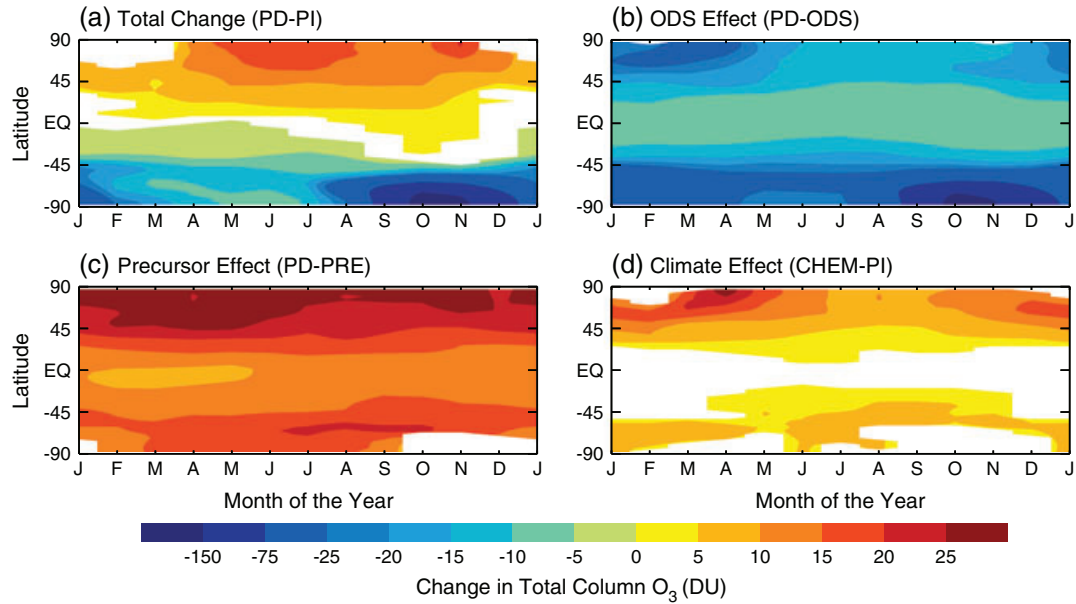 (a) Total Change (PD-PI)
(b) ODS Effect (PD-ODS)
Latitude
90
45
EQ
-45
-90
J F M A M J J A S O N D J
90
45
EQ
-45
-90
J F M A M J J A S O N D J
(c) Precursor Effect (PD-PRE)
(d) Climate Effect (CHEM-PI)
Latitude
90
45
EQ
-45
-90
J F M A M J J A S O N D J
90
45
EQ
-45
-90
J F M A M J J A S O N D J
Month of the Year
Month of the Year
-150 -75 -25 -15 -10 -5 0 5 10 15 20 25
Change in Total Column O₃ (DU)